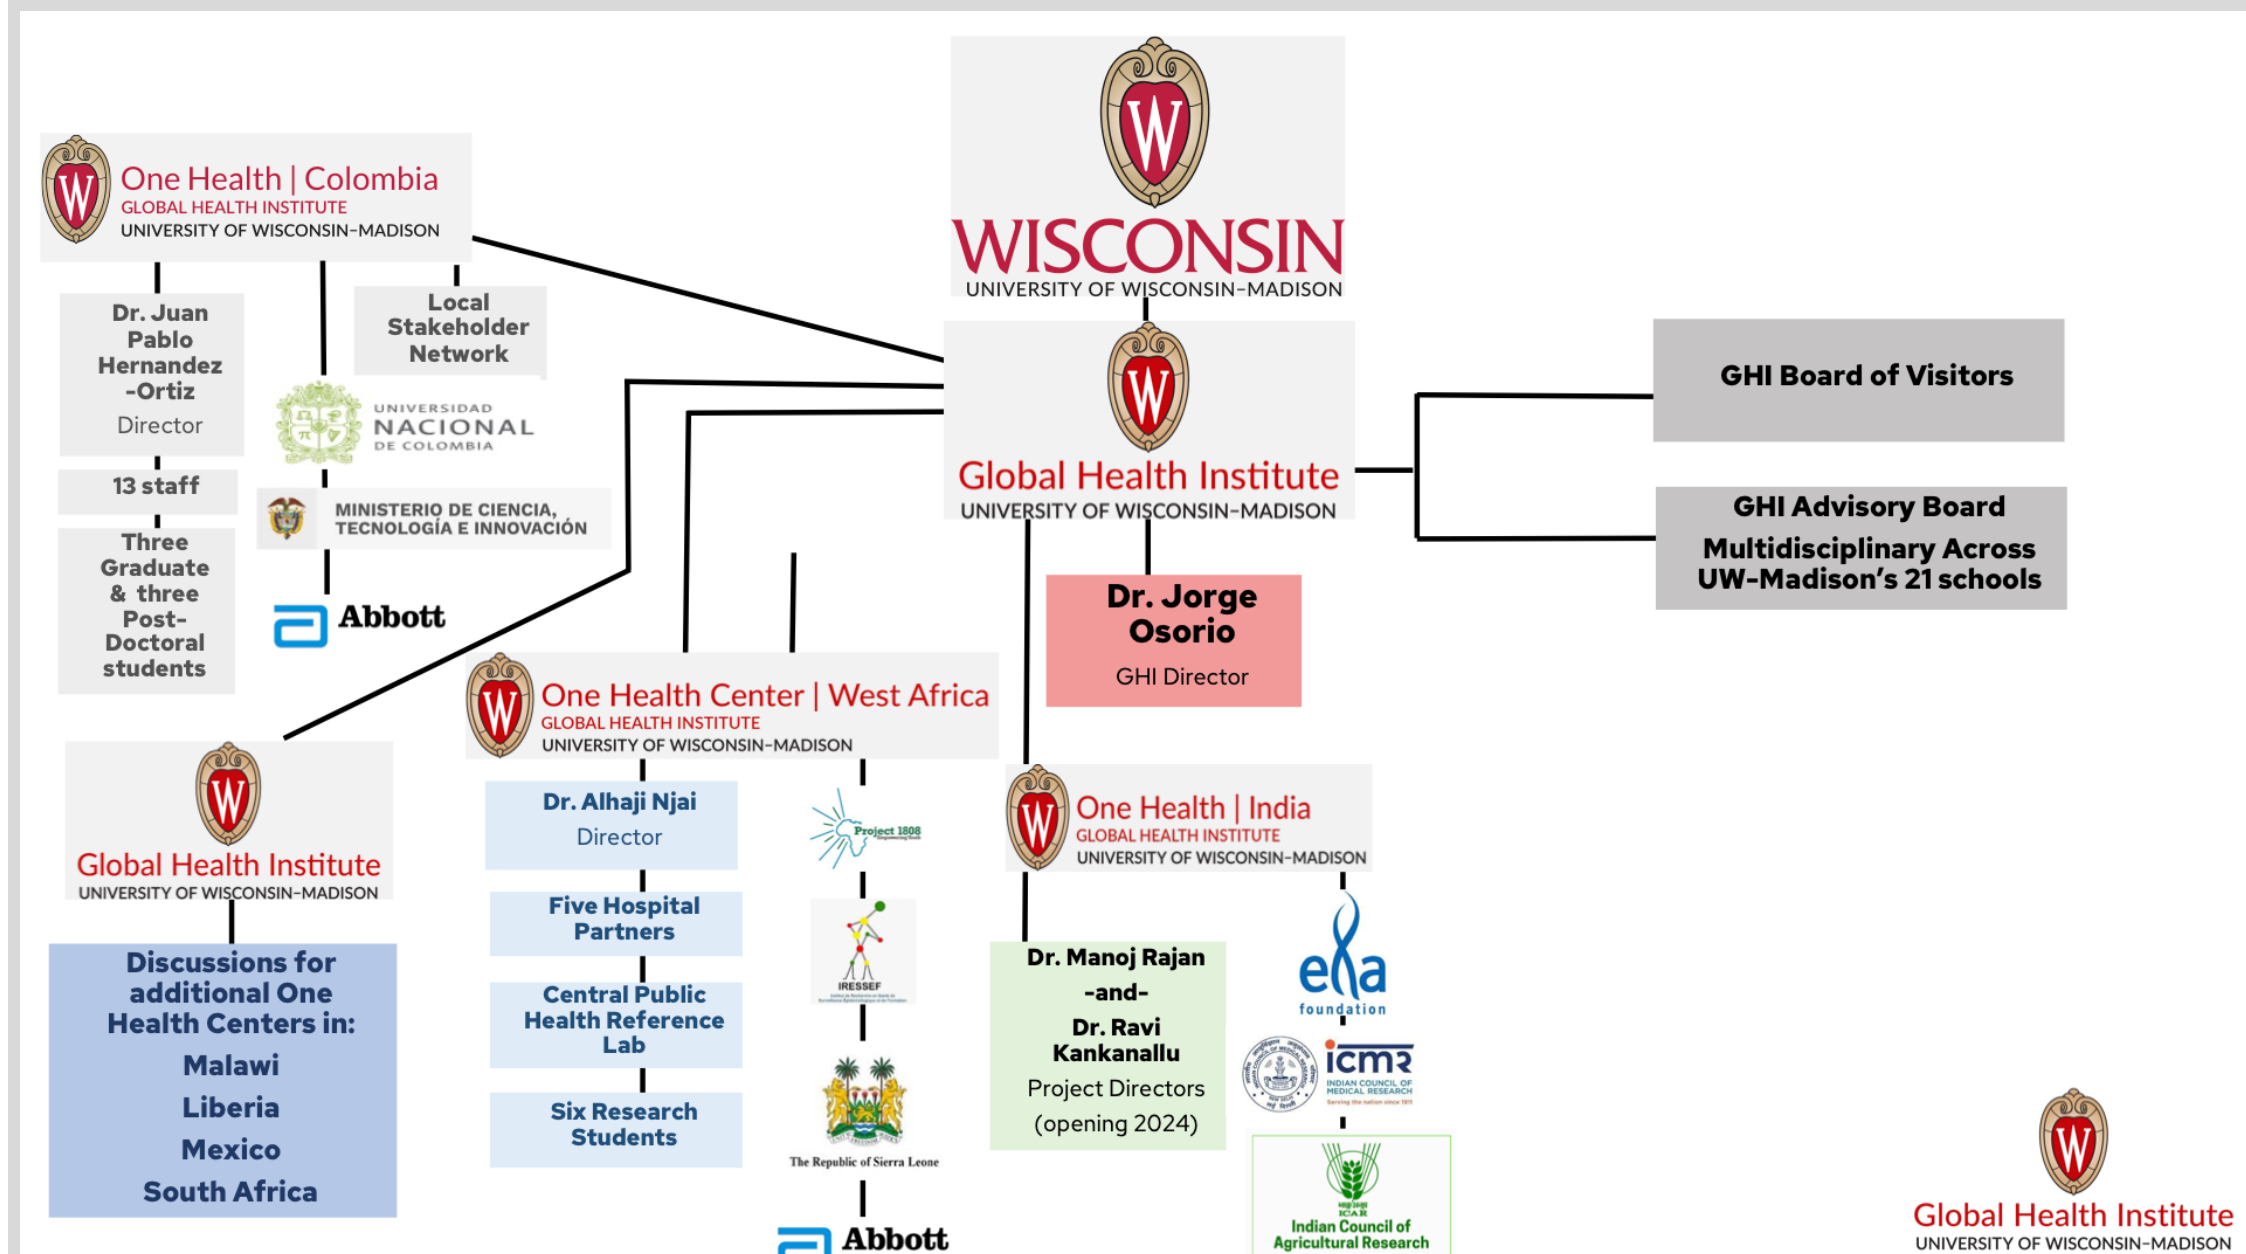 W
WISCONSIN
UNIVERSITY OF WISCONSIN–MADISON
W
One Health | Colombia
GLOBAL HEALTH INSTITUTE
UNIVERSITY OF WISCONSIN–MADISON
Dr. Juan
Pablo
Hernandez
-Ortiz
Director
13 staff
Three
Graduate
& three
Post-
Doctoral
students
UNIVERSIDAD
NACIONAL
DE COLOMBIA
MINISTERIO DE CIENCIA,
TECNOLOGÍA E INNOVACIÓN
Abbott
Local
Stakeholder
Network
W
Global Health Institute
UNIVERSITY OF WISCONSIN–MADISON
GHI Board of Visitors
GHI Advisory Board
Multidisciplinary Across
UW-Madison's 21 schools
Dr. Jorge
Osorio
GHI Director
W
Global Health Institute
UNIVERSITY OF WISCONSIN–MADISON
Discussions for
additional One
Health Centers in:
Malawi
Liberia
Mexico
South Africa
W
One Health Center | West Africa
GLOBAL HEALTH INSTITUTE
UNIVERSITY OF WISCONSIN–MADISON
Dr. Alhaji Njai
Director
Five Hospital
Partners
Central Public
Health Reference
Lab
Six Research
Students
Project 1808
IRESSEF
The Republic of Sierra Leone
Abbott
W
One Health | India
GLOBAL HEALTH INSTITUTE
UNIVERSITY OF WISCONSIN–MADISON
Dr. Manoj Rajan
-and-
Dr. Ravi
Kankanallu
Project Directors
(opening 2024)
foundation
icmr
INDIAN COUNCIL OF
MEDICAL RESEARCH
Serving the nation since 1911
ICAR
Indian Council of
Agricultural Research
W
Global Health Institute
UNIVERSITY OF WISCONSIN–MADISON